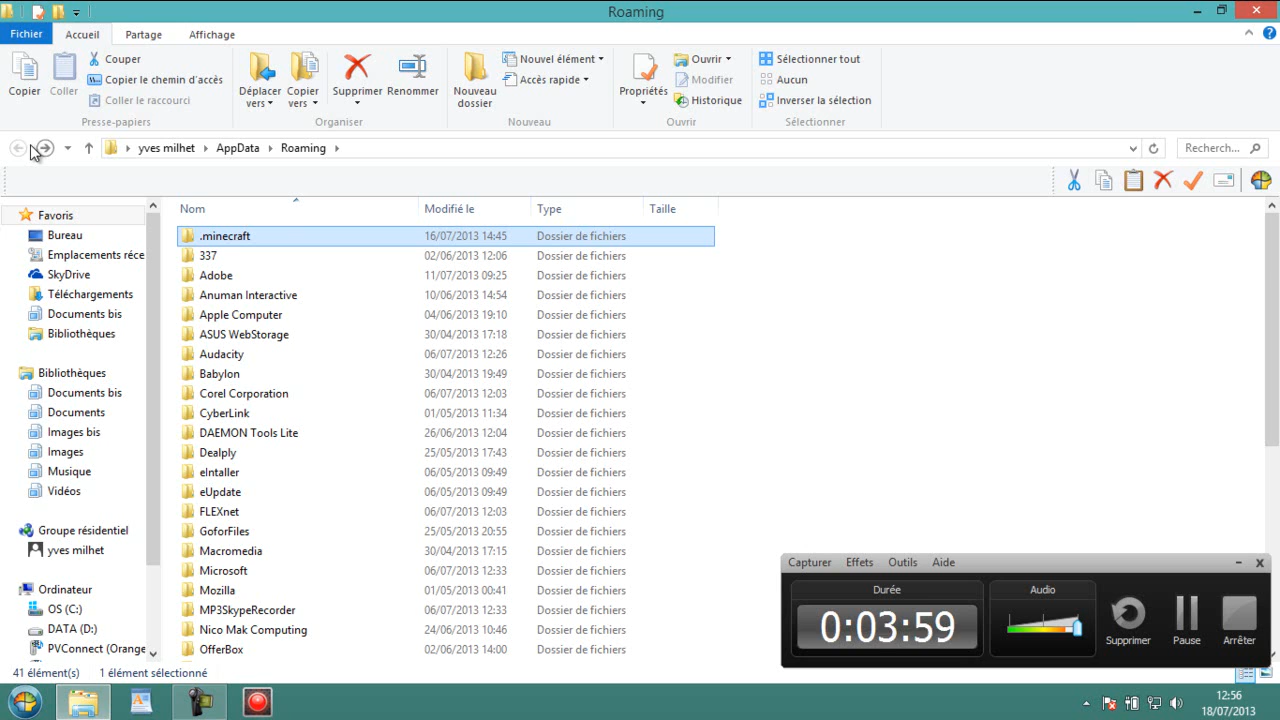 Roaming
Fichier Accueil Partage Affichage
Copier
Coller
Couper
Copier le chemin d'accès
Coller le raccourci
Presse-papiers
Déplacer vers
Copier vers
Supprimer
Renommer
Organiser
Nouveau dossier
Nouvel élément
Accès rapide
Nouveau
Propriétés
Ouvrir
Modifier
Historique
Ouvrir
Sélectionner tout
Aucun
Inverser la sélection
Sélectionner
yves milhet AppData Roaming
Recherch...
Favoris
Bureau
Emplacements réce
SkyDrive
Téléchargements
Documents bis
Bibliothèques
Bibliothèques
Documents bis
Documents
Images bis
Images
Musique
Vidéos
Groupe résidentiel
yves milhet
Ordinateur
OS (C:)
DATA (D:)
PVConnect (Orange
Nom Modifié le Type Taille
.minecraft 16/07/2013 14:45 Dossier de fichiers
337 02/06/2013 12:06 Dossier de fichiers
Adobe 11/07/2013 09:25 Dossier de fichiers
Anuman Interactive 10/06/2013 14:54 Dossier de fichiers
Apple Computer 04/06/2013 19:10 Dossier de fichiers
ASUS WebStorage 30/04/2013 17:18 Dossier de fichiers
Audacity 06/07/2013 12:26 Dossier de fichiers
Babylon 30/04/2013 19:49 Dossier de fichiers
Corel Corporation 06/07/2013 12:03 Dossier de fichiers
CyberLink 01/05/2013 11:34 Dossier de fichiers
DAEMON Tools Lite 26/06/2013 12:04 Dossier de fichiers
Dealply 25/05/2013 17:43 Dossier de fichiers
eIntaller 06/05/2013 09:49 Dossier de fichiers
eUpdate 06/05/2013 09:49 Dossier de fichiers
FLEXnet 06/07/2013 12:03 Dossier de fichiers
GoforFiles 25/05/2013 20:55 Dossier de fichiers
Macromedia 30/04/2013 17:15 Dossier de fichiers
Microsoft 06/07/2013 12:33 Dossier de fichiers
Mozilla 01/05/2013 00:41 Dossier de fichiers
MP3SkypeRecorder 06/07/2013 12:33 Dossier de fichiers
Nico Mak Computing 24/06/2013 10:46 Dossier de fichiers
OfferBox 02/06/2013 14:00 Dossier de fichiers
Capturer Effets Outils Aide
Durée
0:03:59
Audio
Supprimer
Pause
Arrêter
41 élément(s) 1 élément sélectionné
12:56
18/07/2013